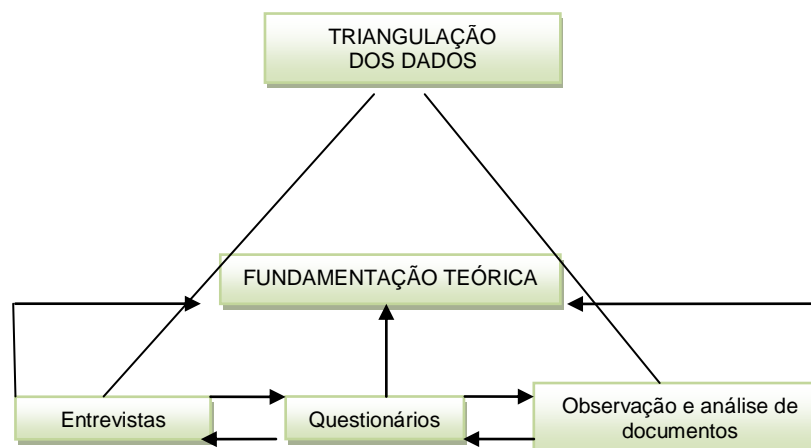 TRIANGULAÇÃO
DOS DADOS
FUNDAMENTAÇÃO TEÓRICA
Entrevistas
Questionários
Observação e análise de
documentos